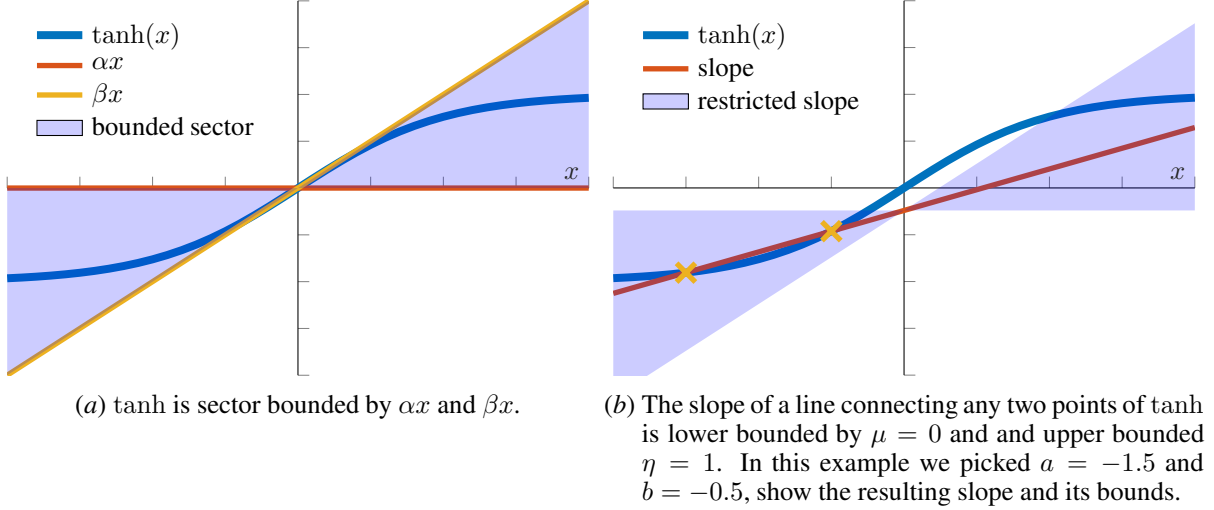 tanh(x)
αx
βx
bounded sector
x
tanh(x)
slope
restricted slope
x
(a) tanh is sector bounded by αx and βx.
(b) The slope of a line connecting any two points of tanh
is lower bounded by μ = 0 and and upper bounded
η = 1. In this example we picked a = −1.5 and
b = −0.5, show the resulting slope and its bounds.